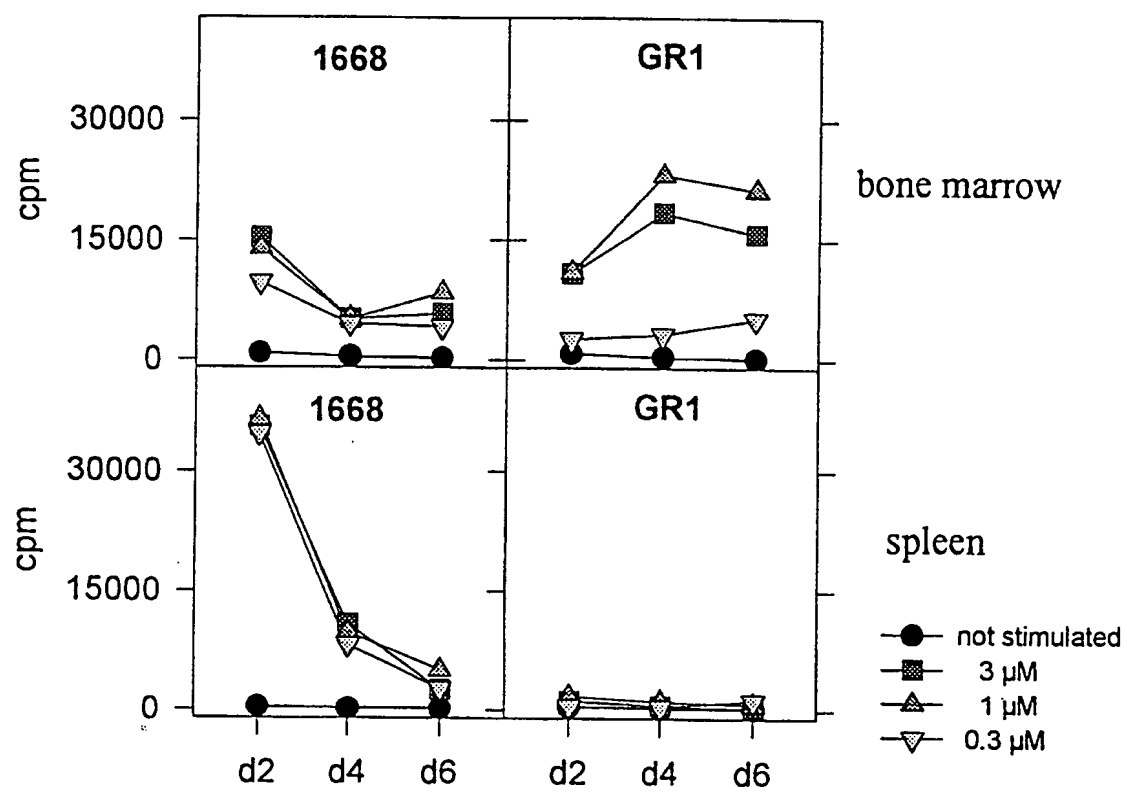 1668
GR1
30000
15000
0
cpm
bone marrow
1668
GR1
30000
15000
0
cpm
spleen
not stimulated
3 µM
1 µM
0.3 µM
d2 d4 d6 d2 d4 d6